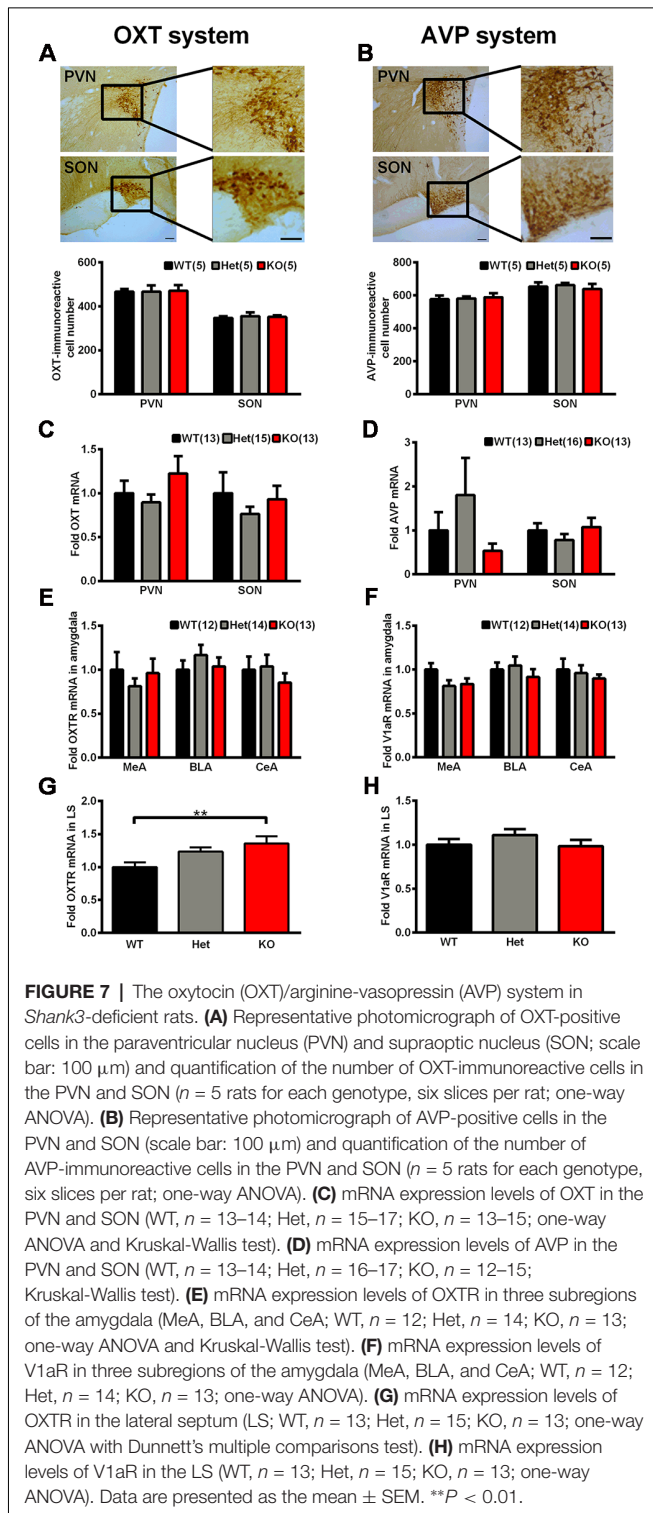 OXT system
AVP system
A
PVN
SON
B
PVN
SON
WT(5) Het(5) KO(5)
OXT-immunoreactive
cell number
600
400
200
0
PVN SON
WT(5) Het(5) KO(5)
AVP-immunoreactive
cell number
800
600
400
200
0
PVN SON
C
WT(13) Het(15) KO(13)
Fold OXT mRNA
1.5
1.0
0.5
0.0
PVN SON
D
WT(13) Het(16) KO(13)
Fold AVP mRNA
4
3
2
1
0
PVN SON
E
WT(12) Het(14) KO(13)
Fold OXTR mRNA in amygdala
1.5
1.0
0.5
0.0
MeA BLA CeA
F
WT(12) Het(14) KO(13)
Fold V1aR mRNA in amygdala
1.5
1.0
0.5
0.0
MeA BLA CeA
G
Fold OXTR mRNA in LS
2.0
1.5
1.0
0.5
0.0
**
WT Het KO
H
Fold V1aR mRNA in LS
1.5
1.0
0.5
0.0
WT Het KO
FIGURE 7 | The oxytocin (OXT)/arginine-vasopressin (AVP) system in
Shank3-deficient rats. (A) Representative photomicrograph of OXT-positive
cells in the paraventricular nucleus (PVN) and supraoptic nucleus (SON; scale
bar: 100 μm) and quantification of the number of OXT-immunoreactive cells in
the PVN and SON (n = 5 rats for each genotype, six slices per rat; one-way
ANOVA). (B) Representative photomicrograph of AVP-positive cells in the
PVN and SON (scale bar: 100 μm) and quantification of the number of
AVP-immunoreactive cells in the PVN and SON (n = 5 rats for each genotype,
six slices per rat; one-way ANOVA). (C) mRNA expression levels of OXT in the
PVN and SON (WT, n = 13–14; Het, n = 15–17; KO, n = 13–15; one-way
ANOVA and Kruskal-Wallis test). (D) mRNA expression levels of AVP in the
PVN and SON (WT, n = 13–14; Het, n = 16–17; KO, n = 12–15;
Kruskal-Wallis test). (E) mRNA expression levels of OXTR in three subregions
of the amygdala (MeA, BLA, and CeA; WT, n = 12; Het, n = 14; KO, n = 13;
one-way ANOVA and Kruskal-Wallis test). (F) mRNA expression levels of
V1aR in three subregions of the amygdala (MeA, BLA, and CeA; WT, n = 12;
Het, n = 14; KO, n = 13; one-way ANOVA). (G) mRNA expression levels of
OXTR in the lateral septum (LS; WT, n = 13; Het, n = 15; KO, n = 13; one-way
ANOVA with Dunnett's multiple comparisons test). (H) mRNA expression
levels of V1aR in the LS (WT, n = 13; Het, n = 15; KO, n = 13; one-way
ANOVA). Data are presented as the mean ± SEM. **P < 0.01.